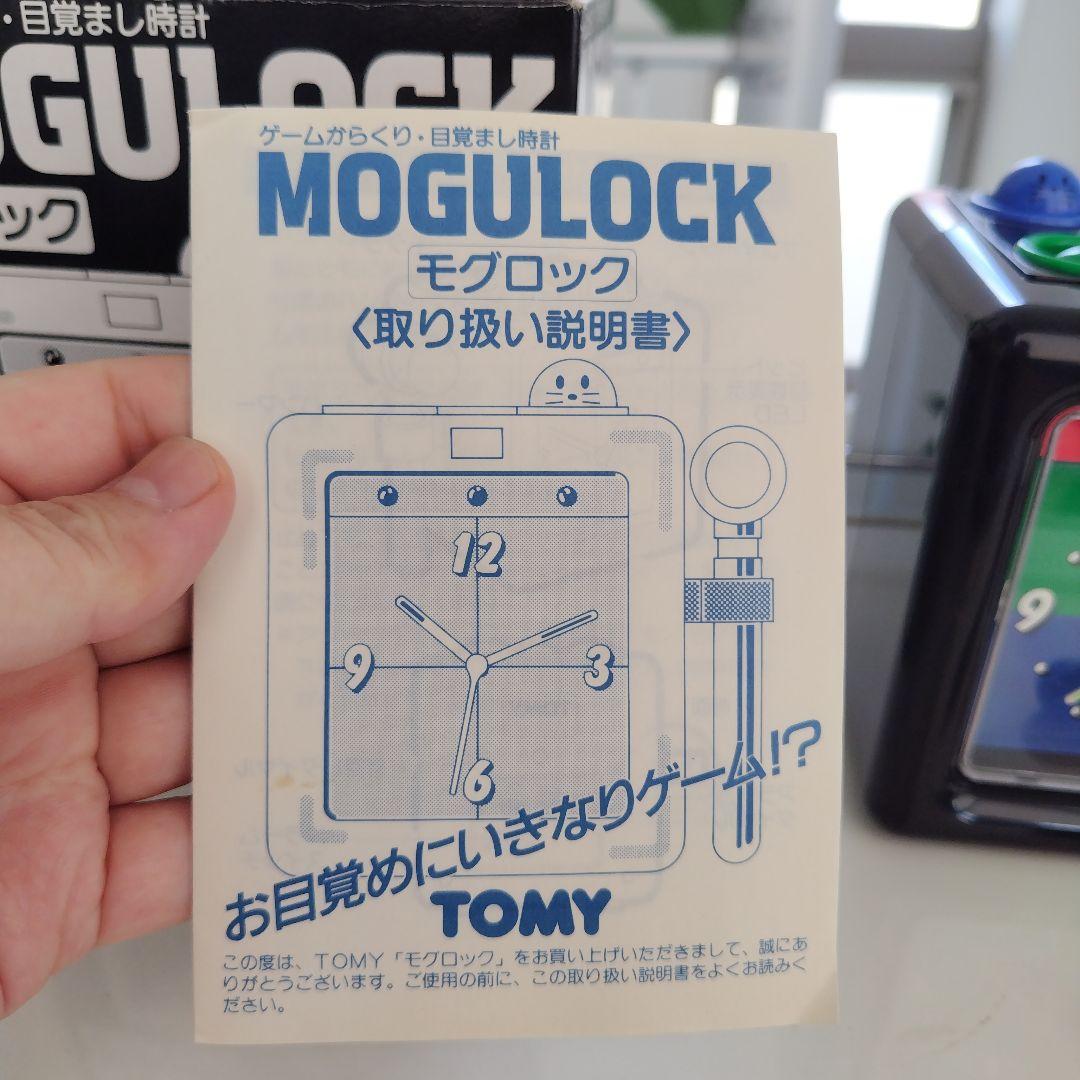 ・目覚まし時計
OGULOCK
ック
ゲームからくり・目覚まし時計
MOGULOCK
モグロック
〈取り扱い説明書〉
12
9
3
6
9
お目覚めにいきなりゲーム!?
TOMY
この度は、TOMY「モグロック」をお買い上げいただきまして、誠にあ
りがとうございます。ご使用の前に、この取り扱い説明書をよくお読みく
ださい。